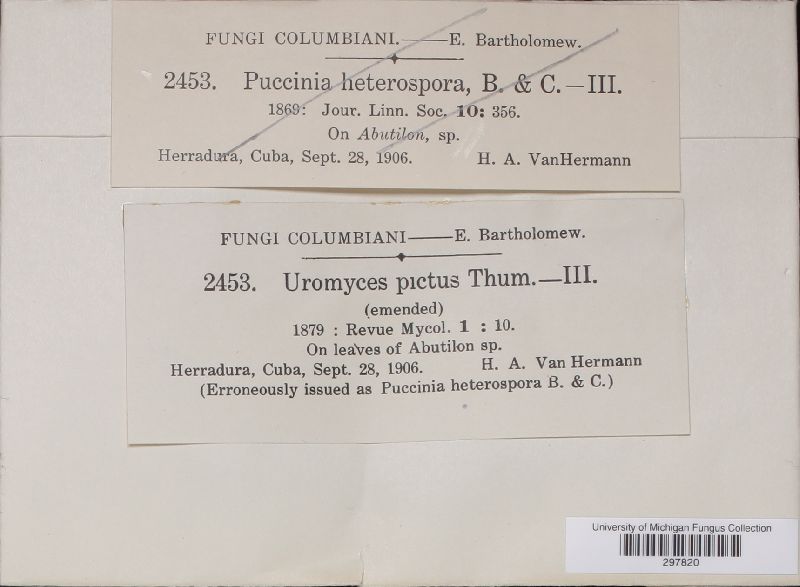 FUNGI COLUMBIANI.——E. Bartholomew.
2453. Puccinia heterospora, B. & C.—III.
1869: Jour. Linn. Soc. 10: 356.
On Abutilon, sp.
Herradura, Cuba, Sept. 28, 1906. H. A. VanHermann
FUNGI COLUMBIANI——E. Bartholomew.
2453. Uromyces pictus Thum.—III.
(emended)
1879 : Revue Mycol. 1 : 10.
On leaves of Abutilon sp.
Herradura, Cuba, Sept. 28, 1906. H. A. Van Hermann
(Erroneously issued as Puccinia heterospora B. & C.)
University of Michigan Fungus Collection
297820